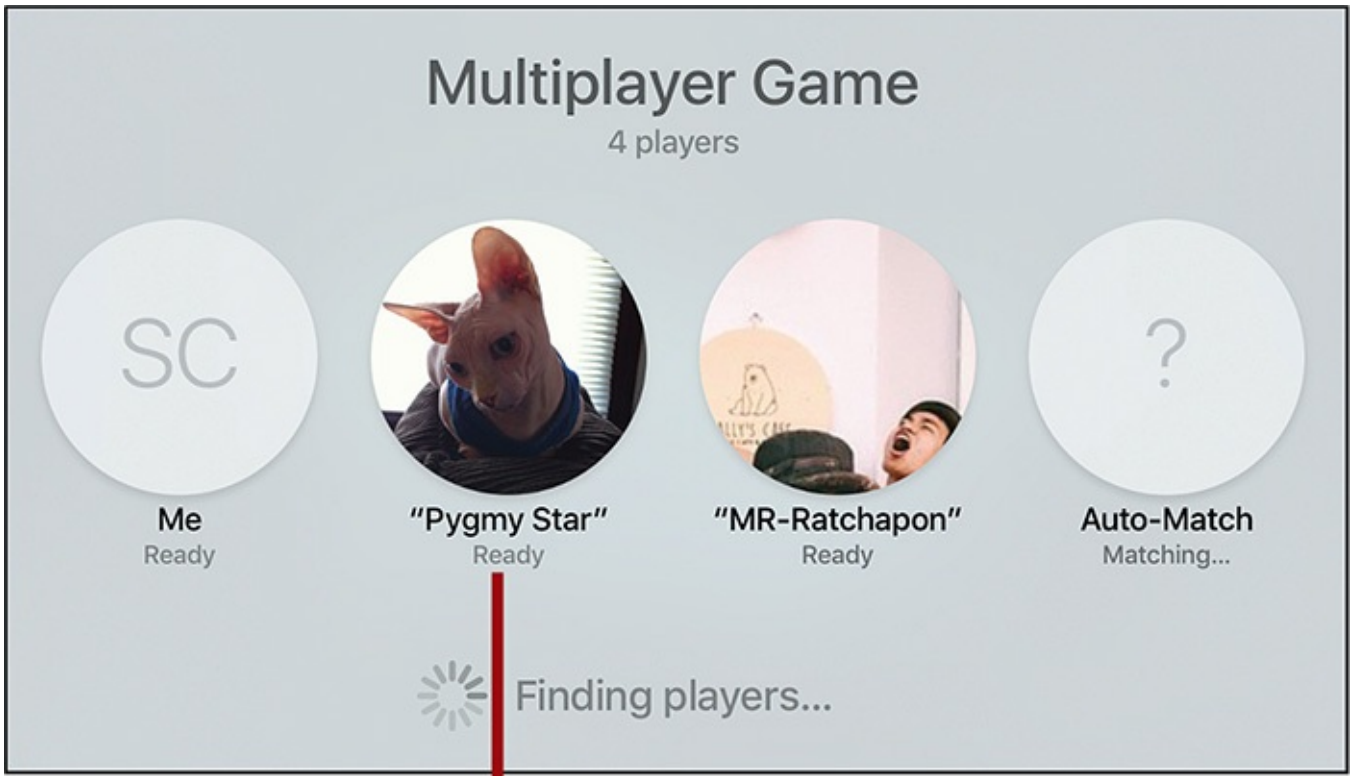 Multiplayer Game
4 players
SC
?
Me
"Pygmy Star"
"MR-Ratchapon"
Auto-Match
Ready
Ready
Ready
Matching...
Finding players...